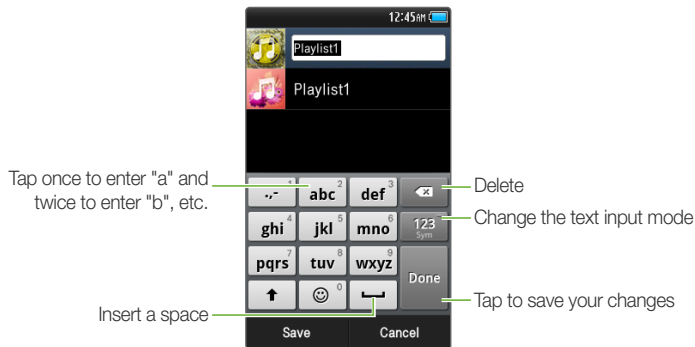 12:45AM
Playlist1
Playlist1
Tap once to enter "a" and
twice to enter "b", etc.
.,- 1
abc 2
def 3
Delete
ghi 4
jkl 5
mno 6
123
Sym
Change the text input mode
pqrs 7
tuv 8
wxyz 9
Done
0
Tap to save your changes
Insert a space
Save
Cancel